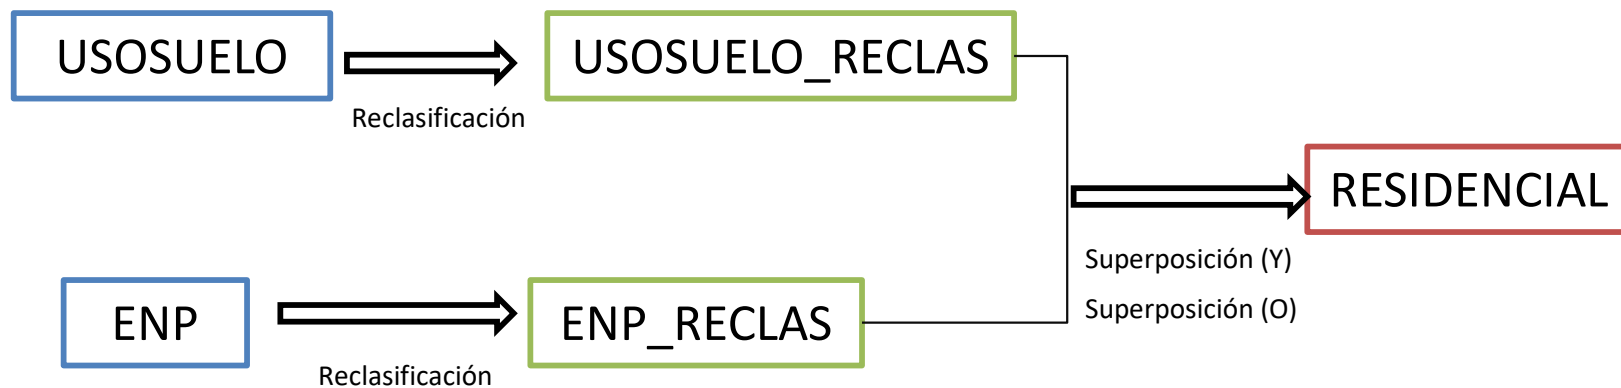 USOSUELO
Reclasificación
USOSUELO_RECLAS
ENP
Reclasificación
ENP_RECLAS
Superposición (Y)
Superposición (O)
RESIDENCIAL